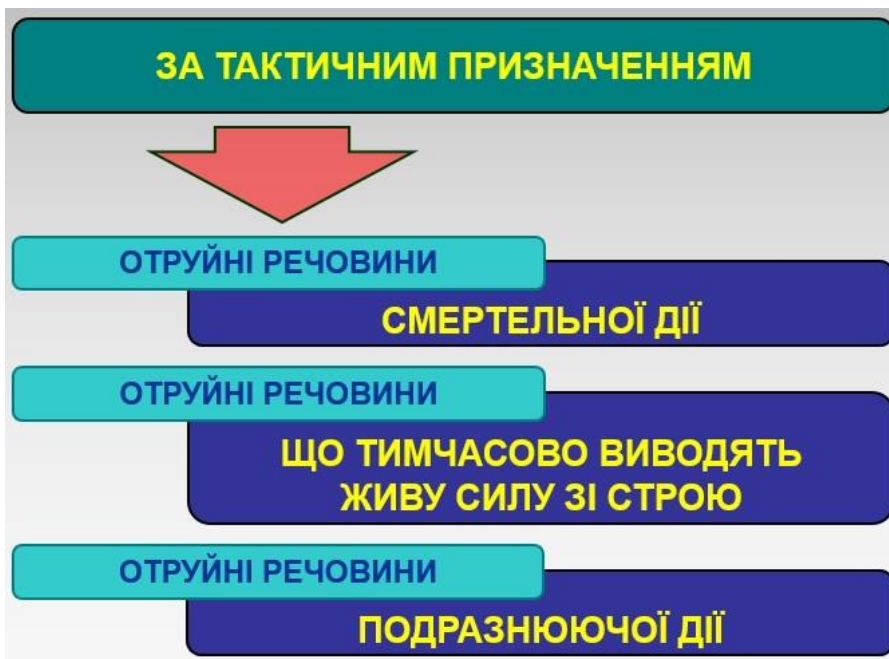 ЗА ТАКТИЧНИМ ПРИЗНАЧЕННЯМ
ОТРУЙНІ РЕЧОВИНИ
СМЕРТЕЛЬНОЇ ДІЇ
ОТРУЙНІ РЕЧОВИНИ
ЩО ТИМЧАСОВО ВИВОДЯТЬ
ЖИВУ СИЛУ ЗІ СТРОЮ
ОТРУЙНІ РЕЧОВИНИ
ПОДРАЗНЮЮЧОЇ ДІЇ